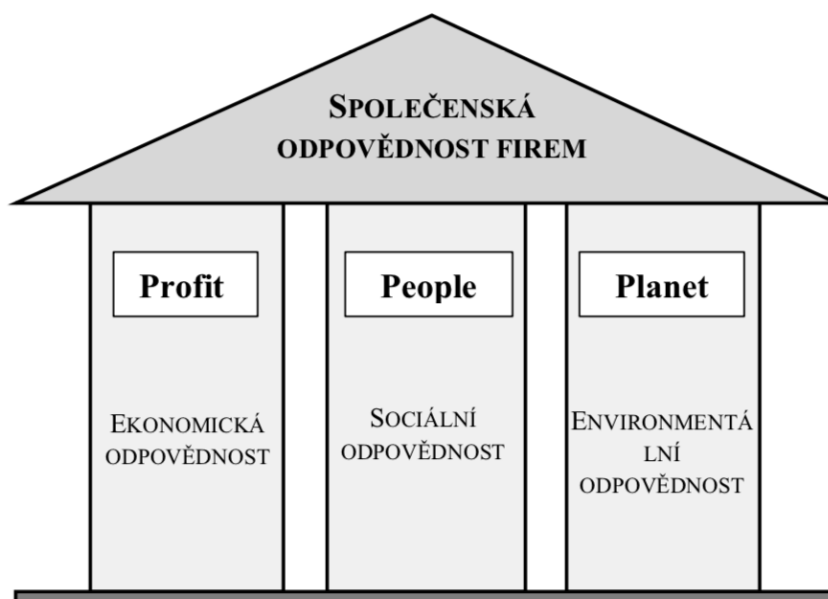 SPOLEČENSKÁ
ODPOVĚDNOST FIREM
Profit
EKONOMICKÁ
ODPOVĚDNOST
People
SOCIÁLNÍ
ODPOVĚDNOST
Planet
ENVIRONMENTÁ
LNÍ
ODPOVĚDNOST